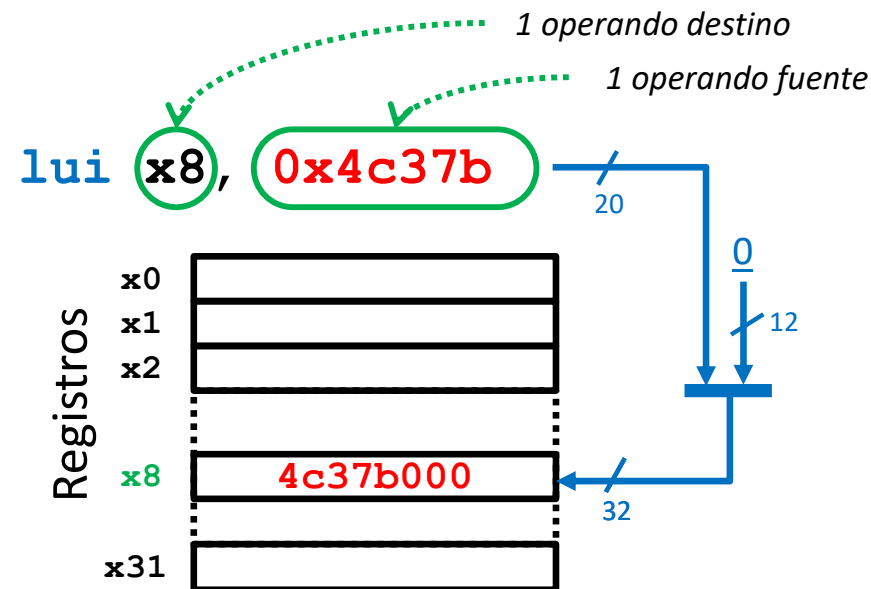 1 operando destino
1 operando fuente
lui x8, 0x4c37b
20
0
12
x0
x1
x2
Registros
x8 4c37b000
32
x31